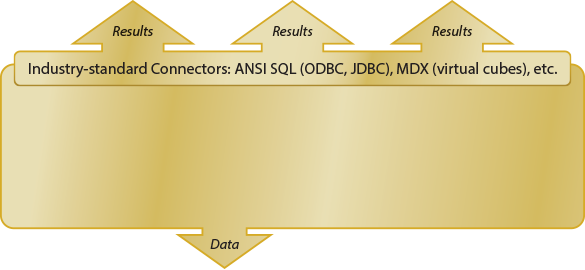 Results Results Results
Industry-standard Connectors: ANSI SQL (ODBC, JDBC), MDX (virtual cubes), etc.
Data